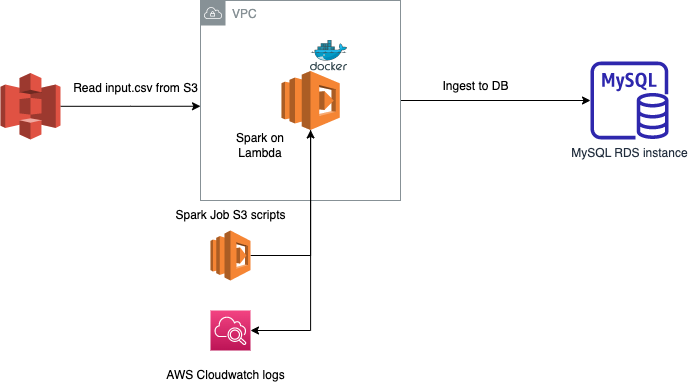 VPC
docker
Read input.csv from S3
Ingest to DB
MySQL
Spark on
Lambda
MySQL RDS instance
Spark Job S3 scripts
AWS Cloudwatch logs